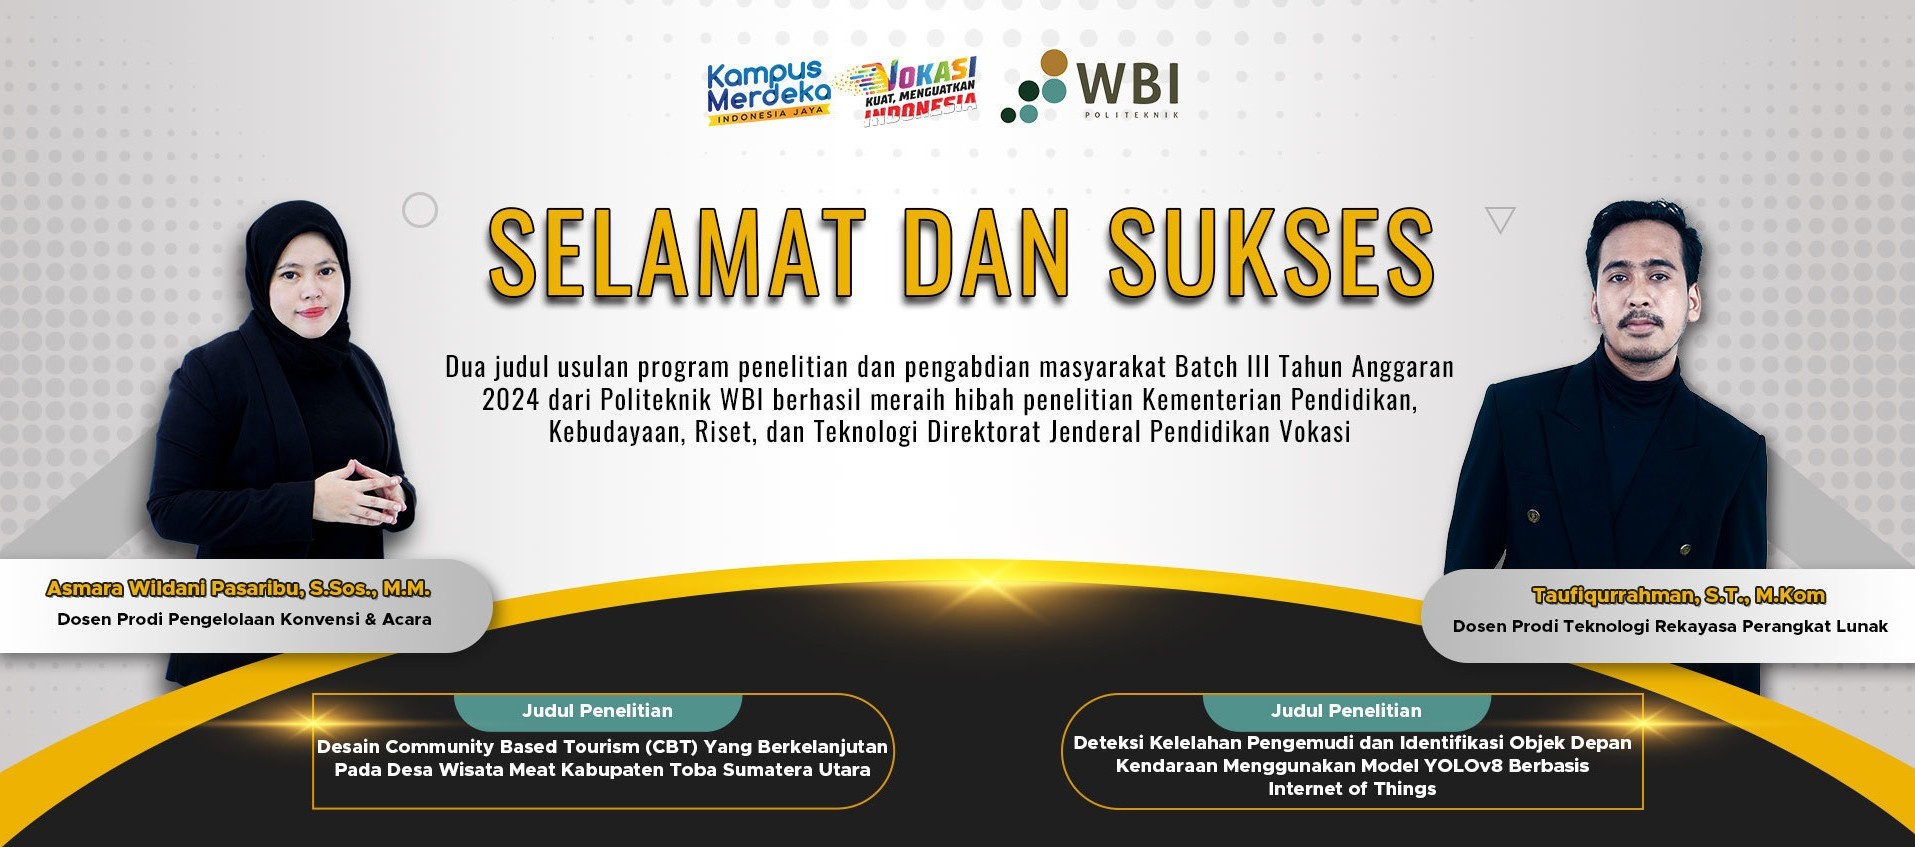 Kampus
Merdeka
INDONESIA JAYA
VOKASI
KUAT, MENGUATKAN
INDONESIA
WBI
POLITEKNIK
SELAMAT DAN SUKSES
Dua judul usulan program penelitian dan pengabdian masyarakat Batch III Tahun Anggaran
2024 dari Politeknik WBI berhasil meraih hibah penelitian Kementerian Pendidikan,
Kebudayaan, Riset, dan Teknologi Direktorat Jenderal Pendidikan Vokasi
Asmara Wildani Pasaribu, S.Sos., M.M.
Dosen Prodi Pengelolaan Konvensi & Acara
Taufiqurrahman, S.T., M.Kom
Dosen Prodi Teknologi Rekayasa Perangkat Lunak
Judul Penelitian
Desain Community Based Tourism (CBT) Yang Berkelanjutan
Pada Desa Wisata Meat Kabupaten Toba Sumatera Utara
Judul Penelitian
Deteksi Kelelahan Pengemudi dan Identifikasi Objek Depan
Kendaraan Menggunakan Model YOLOv8 Berbasis
Internet of Things